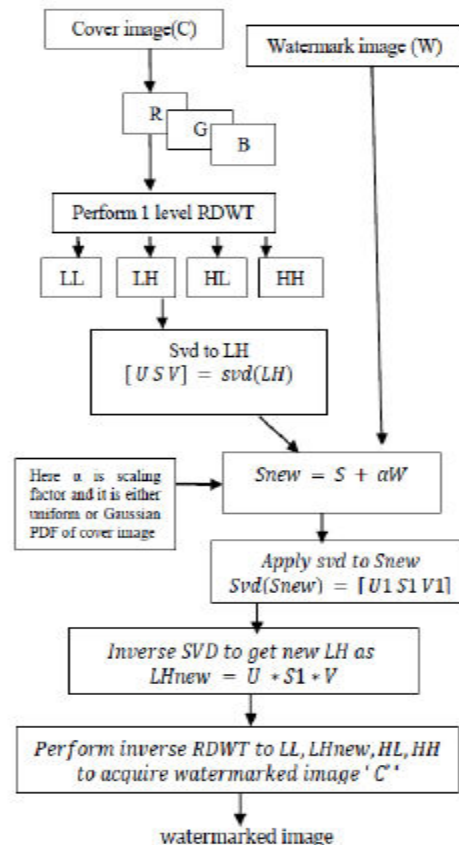 Cover image(C)
Watermark image (W)
R
G
B
Perform 1 level RDWT
LL
LH
HL
HH
Svd to LH
[ U S V] = svd(LH)
Here α is scaling
factor and it is either
uniform or Gaussian
PDF of cover image
Snew = S + αW
Apply svd to Snew
Svd(Snew) = [U1 S1 V1]
Inverse SVD to get new LH as
LHnew = U * S1 * V
Perform inverse RDWT to LL, LHnew, HL, HH
to acquire watermarked image ' C''
watermarked image